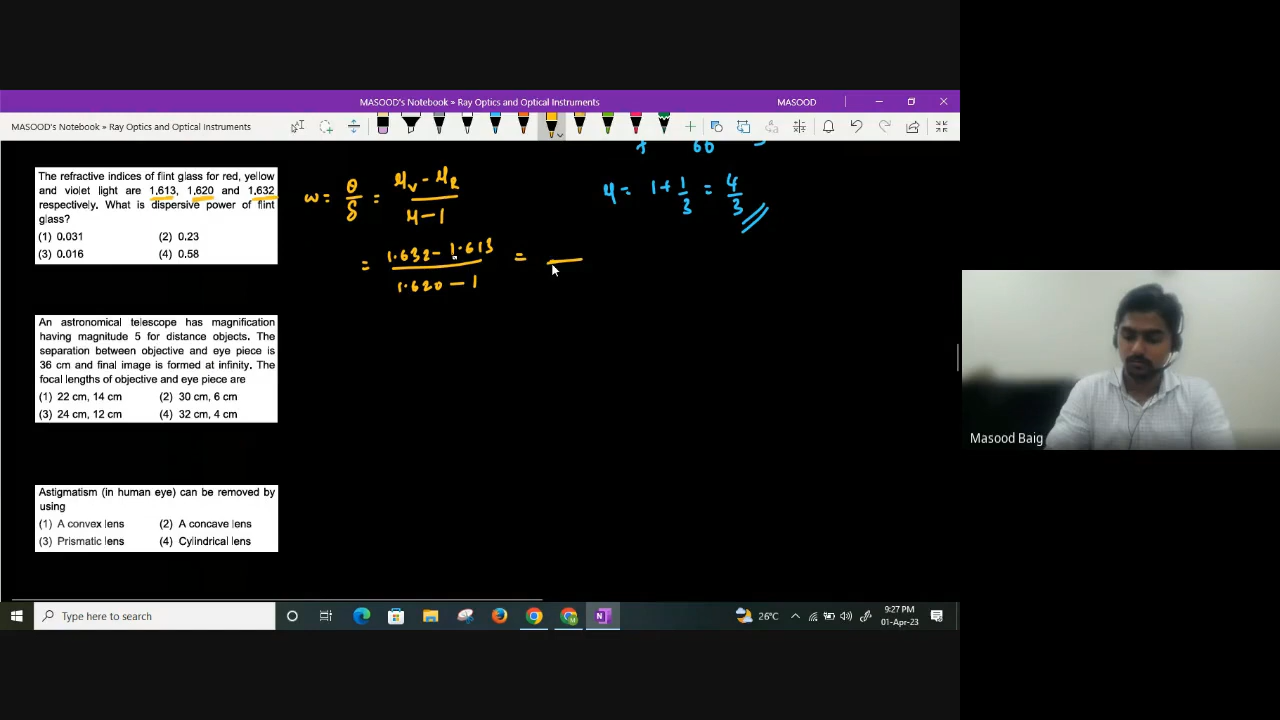 MASOOD's Notebook » Ray Optics and Optical Instruments
MASOOD
MASOOD's Notebook » Ray Optics and Optical Instruments
The refractive indices of flint glass for red, yellow
and violet light are 1.613, 1.620 and 1.632
respectively. What is dispersive power of flint
glass?
(1) 0.031 (2) 0.23
(3) 0.016 (4) 0.58
ω = θ/δ = (μV − μR)/(μ − 1)
= (1.632 − 1.613)/(1.620 − 1) =
60
μ = 1 + 1/3 = 4/3
An astronomical telescope has magnification
having magnitude 5 for distance objects. The
separation between objective and eye piece is
36 cm and final image is formed at infinity. The
focal lengths of objective and eye piece are
(1) 22 cm, 14 cm (2) 30 cm, 6 cm
(3) 24 cm, 12 cm (4) 32 cm, 4 cm
Astigmatism (in human eye) can be removed by
using
(1) A convex lens (2) A concave lens
(3) Prismatic lens (4) Cylindrical lens
Masood Baig
Type here to search
26°C
9:27 PM
01-Apr-23